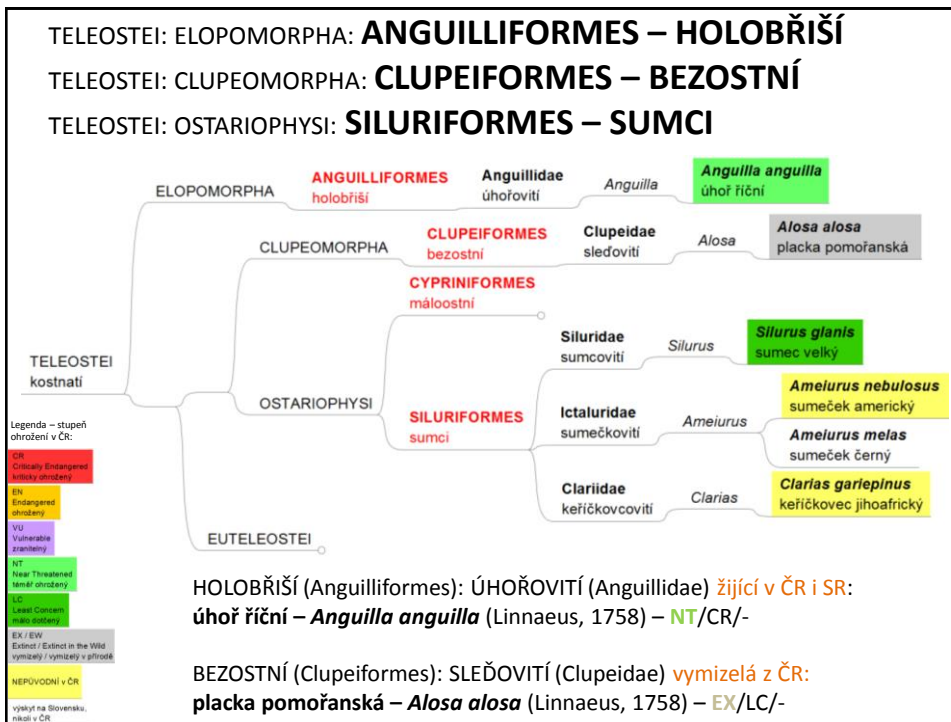 TELEOSTEI: ELOPOMORPHA: ANGUILLIFORMES – HOLOBŘIŠÍ
TELEOSTEI: CLUPEOMORPHA: CLUPEIFORMES – BEZOSTNÍ
TELEOSTEI: OSTARIOPHYSI: SILURIFORMES – SUMCI
ELOPOMORPHA
ANGUILLIFORMES
holobřiší
Anguillidae
úhořovití
Anguilla
Anguilla anguilla
úhoř říční
CLUPEOMORPHA
CLUPEIFORMES
bezostní
Clupeidae
sleďovití
Alosa
Alosa alosa
placka pomořanská
CYPRINIFORMES
máloostní
TELEOSTEI
kostnatí
OSTARIOPHYSI
SILURIFORMES
sumci
Siluridae
sumcovití
Silurus
Silurus glanis
sumec velký
Ictaluridae
sumečkovití
Ameiurus
Ameiurus nebulosus
sumeček americký
Ameiurus melas
sumeček černý
Clariidae
keříčkovcovití
Clarias
Clarias gariepinus
keříčkovec jihoafrický
EUTELEOSTEI
Legenda – stupeň
ohrožení v ČR:
CR
Critically Endangered
kriticky ohrožený
EN
Endangered
ohrožený
VU
Vulnerable
zranitelný
NT
Near Threatened
téměř ohrožený
LC
Least Concern
málo dotčený
EX / EW
Extinct / Extinct in the Wild
vymizelý / vymizelý v přírodě
NEPŮVODNÍ v ČR
výskyt na Slovensku,
nikoli v ČR
HOLOBŘIŠÍ (Anguilliformes): ÚHOŘOVITÍ (Anguillidae) žijící v ČR i SR:
úhoř říční – Anguilla anguilla (Linnaeus, 1758) – NT/CR/-
BEZOSTNÍ (Clupeiformes): SLEĎOVITÍ (Clupeidae) vymizelá z ČR:
placka pomořanská – Alosa alosa (Linnaeus, 1758) – EX/LC/-